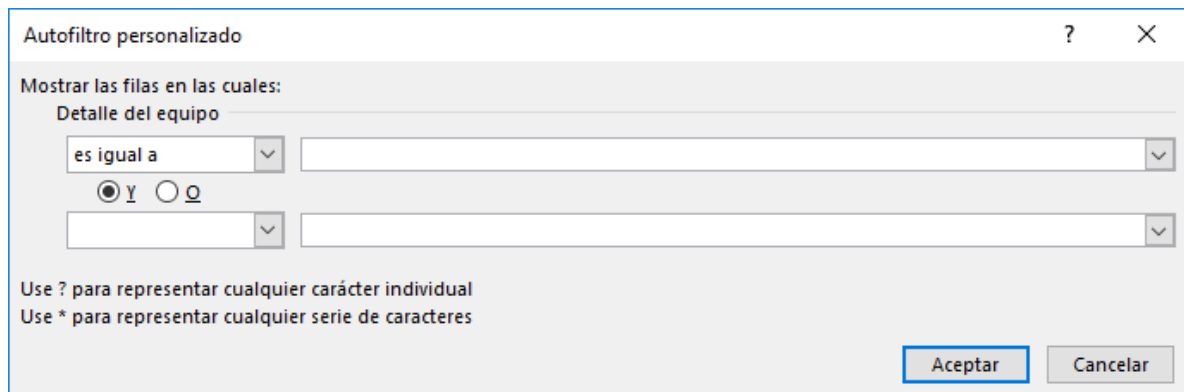 Autofiltro personalizado ?
Mostrar las filas en las cuales:
Detalle del equipo
es igual a
Y O
Use ? para representar cualquier carácter individual
Use * para representar cualquier serie de caracteres
Aceptar Cancelar